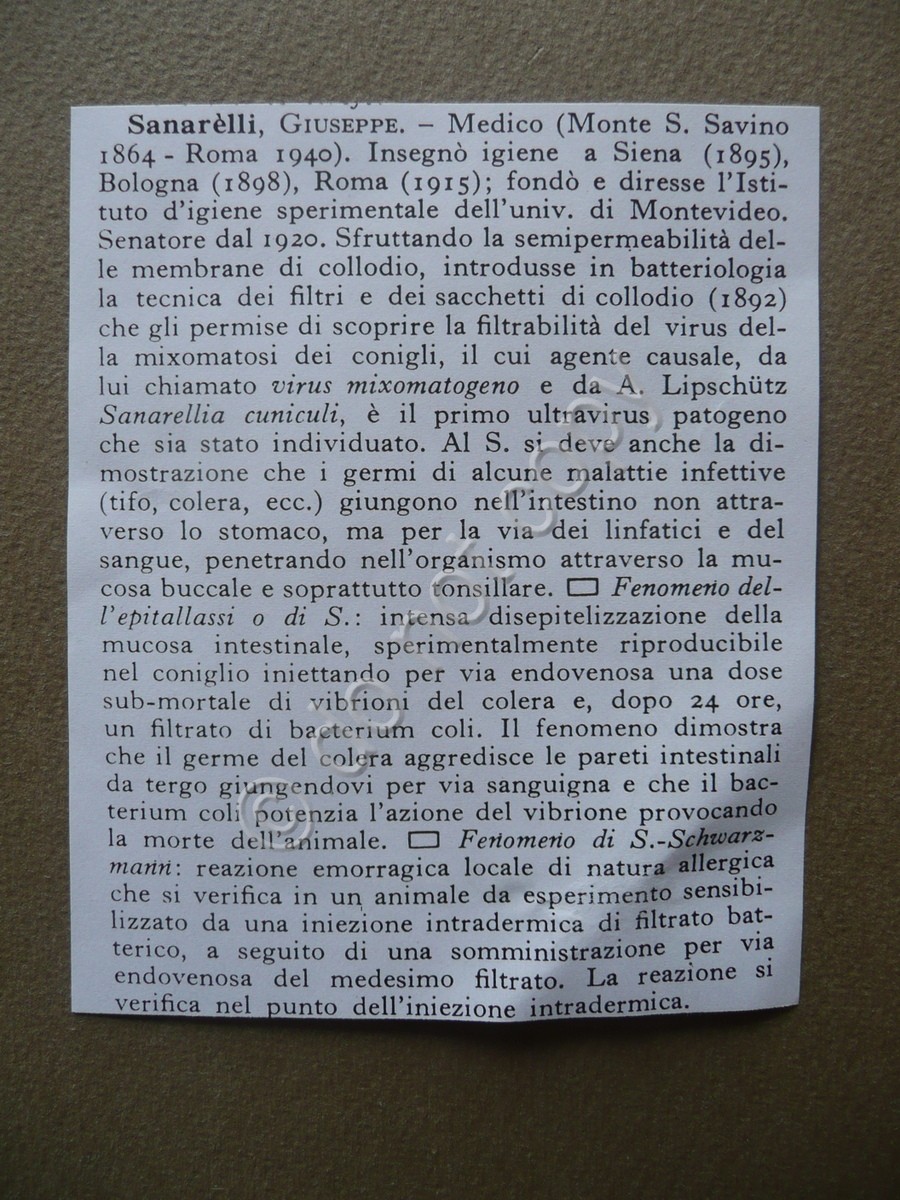 Sanarèlli, GIUSEPPE. – Medico (Monte S. Savino
1864 - Roma 1940). Insegnò igiene a Siena (1895),
Bologna (1898), Roma (1915); fondò e diresse l'Isti-
tuto d'igiene sperimentale dell'univ. di Montevideo.
Senatore dal 1920. Sfruttando la semipermeabilità del-
le membrane di collodio, introdusse in batteriologia
la tecnica dei filtri e dei sacchetti di collodio (1892)
che gli permise di scoprire la filtrabilità del virus del-
la mixomatosi dei conigli, il cui agente causale, da
lui chiamato virus mixomatogeno e da A. Lipschütz
Sanarellia cuniculi, è il primo ultravirus patogeno
che sia stato individuato. Al S. si deve anche la di-
mostrazione che i germi di alcune malattie infettive
(tifo, colera, ecc.) giungono nell'intestino non attra-
verso lo stomaco, ma per la via dei linfatici e del
sangue, penetrando nell'organismo attraverso la mu-
cosa buccale e soprattutto tonsillare. ▭ Fenomeno del-
l'epitallassi o di S.: intensa disepitelizzazione della
mucosa intestinale, sperimentalmente riproducibile
nel coniglio iniettando per via endovenosa una dose
sub-mortale di vibrioni del colera e, dopo 24 ore,
un filtrato di bacterium coli. Il fenomeno dimostra
che il germe del colera aggredisce le pareti intestinali
da tergo giungendovi per via sanguigna e che il bac-
terium coli potenzia l'azione del vibrione provocando
la morte dell'animale. ▭ Fenomeno di S.-Schwarz-
mann: reazione emorragica locale di natura allergica
che si verifica in un animale da esperimento sensibi-
lizzato da una iniezione intradermica di filtrato bat-
terico, a seguito di una somministrazione per via
endovenosa del medesimo filtrato. La reazione si
verifica nel punto dell'iniezione intradermica.
© do not copy